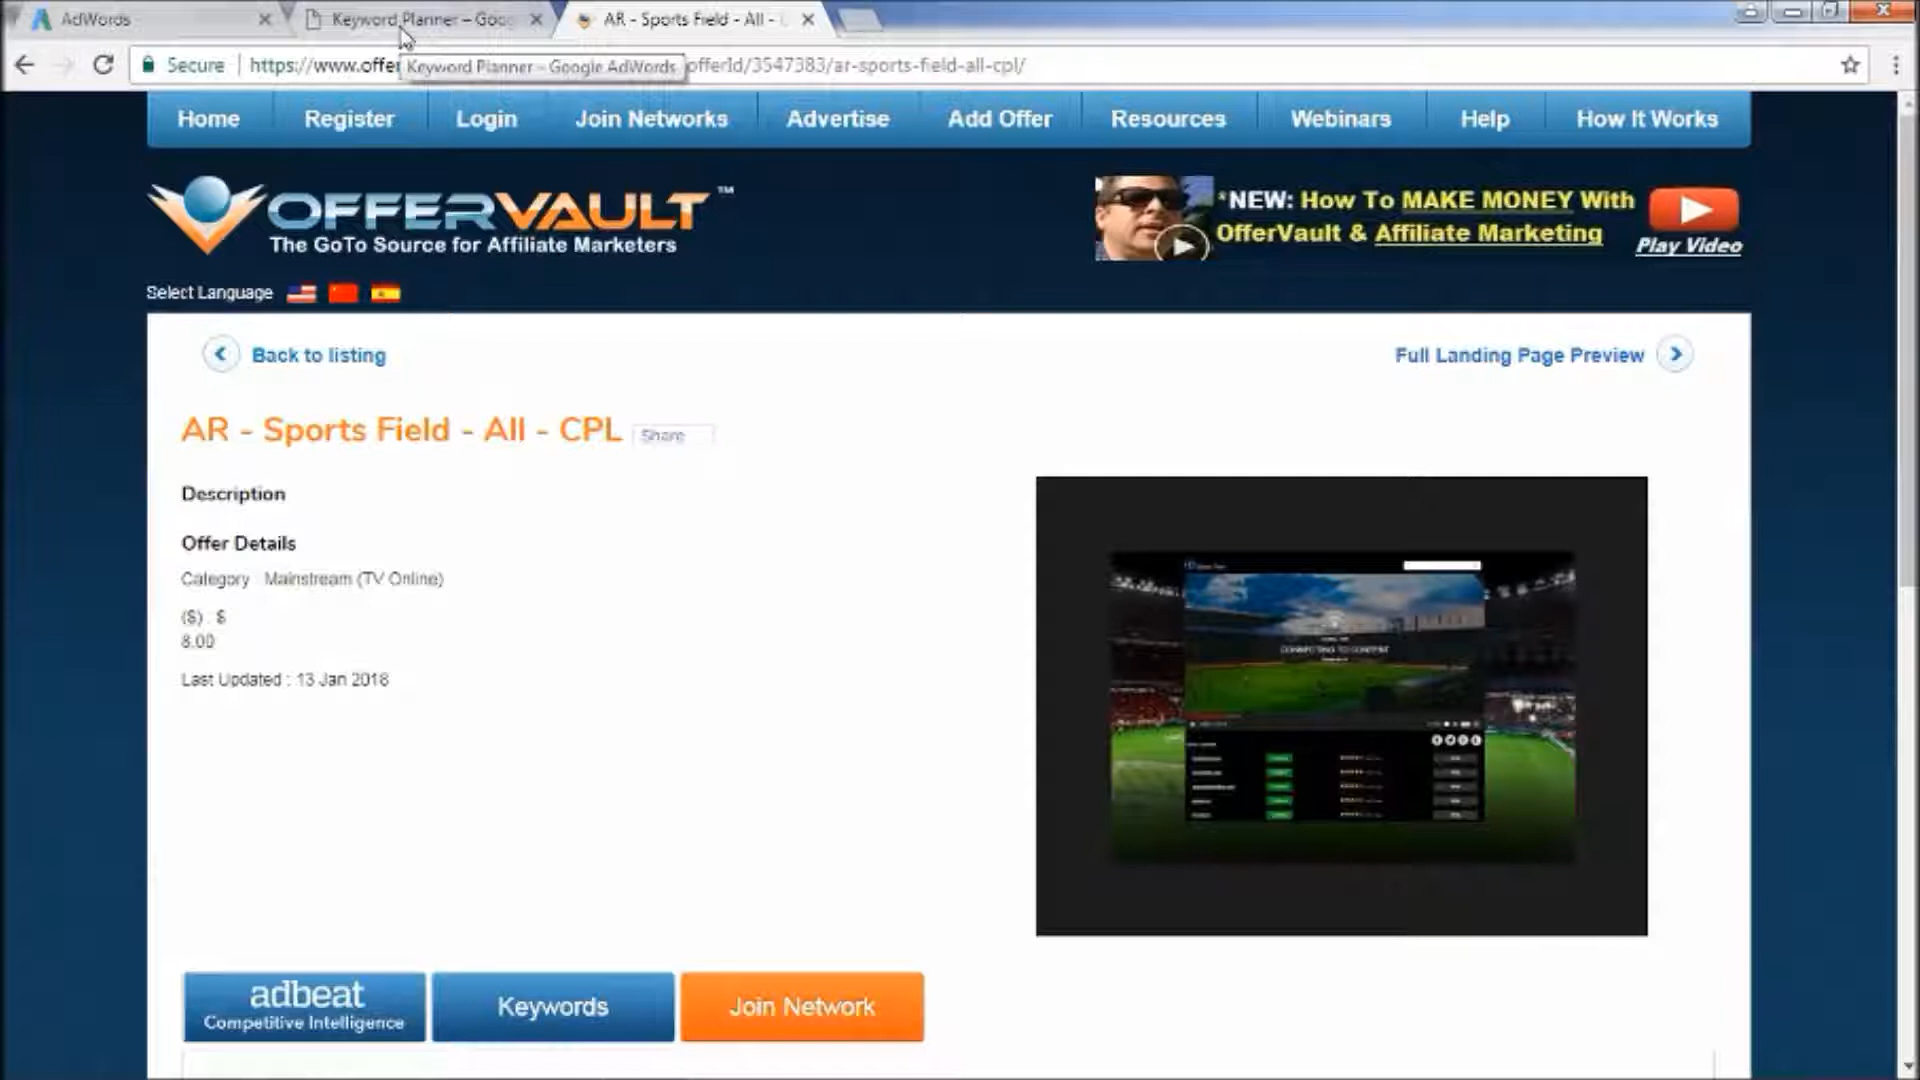 AdWords
Keyword Planner – Goo
AR - Sports Field - All -
Secure https://www.offer
Keyword Planner – Google AdWords
offerId/3547383/ar-sports-field-all-cpl/
Home Register Login Join Networks Advertise Add Offer Resources Webinars Help How It Works
OFFERVAULT™
The GoTo Source for Affiliate Marketers
*NEW: How To MAKE MONEY With
OfferVault & Affiliate Marketing
Play Video
Select Language
Back to listing
Full Landing Page Preview
AR - Sports Field - All - CPL
Share
Description
Offer Details
Category Mainstream (TV Online)
($) . $
8.00
Last Updated : 13 Jan 2018
CONNECTING TO CONTENT
adbeat
Competitive Intelligence
Keywords
Join Network